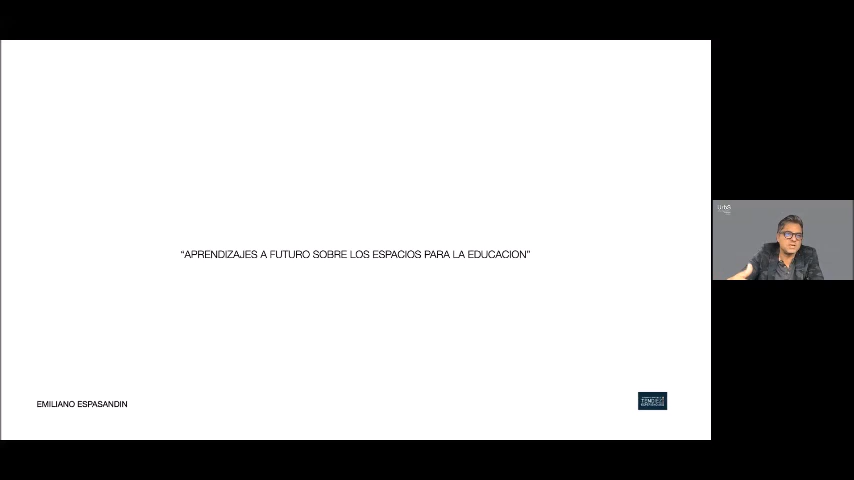 “APRENDIZAJES A FUTURO SOBRE LOS ESPACIOS PARA LA EDUCACION”
EMILIANO ESPASANDIN